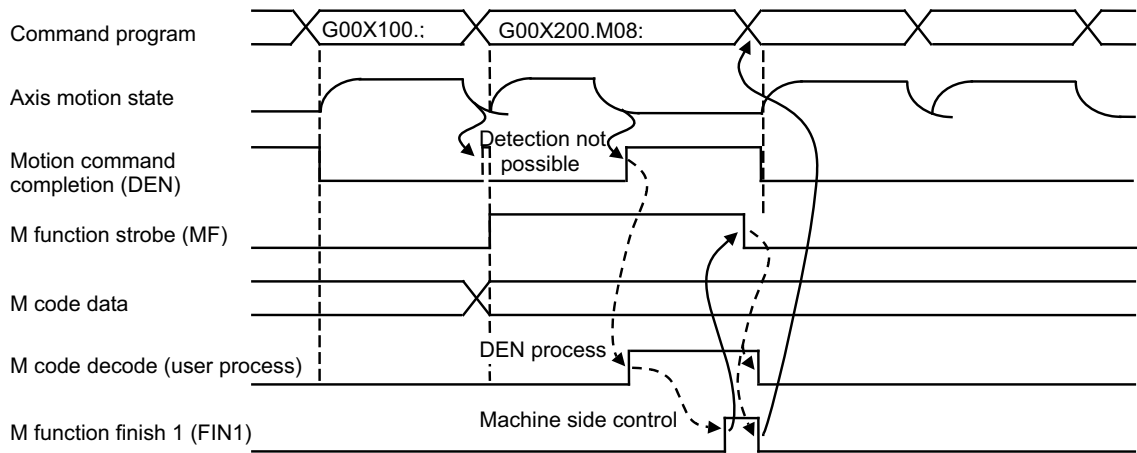 Command program
G00X100.;
G00X200.M08:
Axis motion state
Detection not
possible
Motion command
completion (DEN)
M function strobe (MF)
M code data
DEN process
M code decode (user process)
Machine side control
M function finish 1 (FIN1)